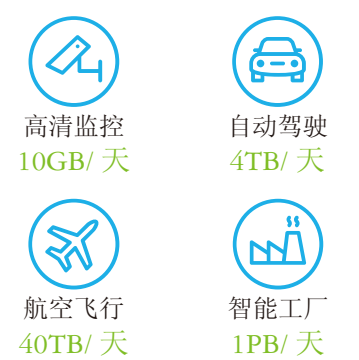 高清监控
10GB/ 天
自动驾驶
4TB/ 天
航空飞行
40TB/ 天
智能工厂
1PB/ 天